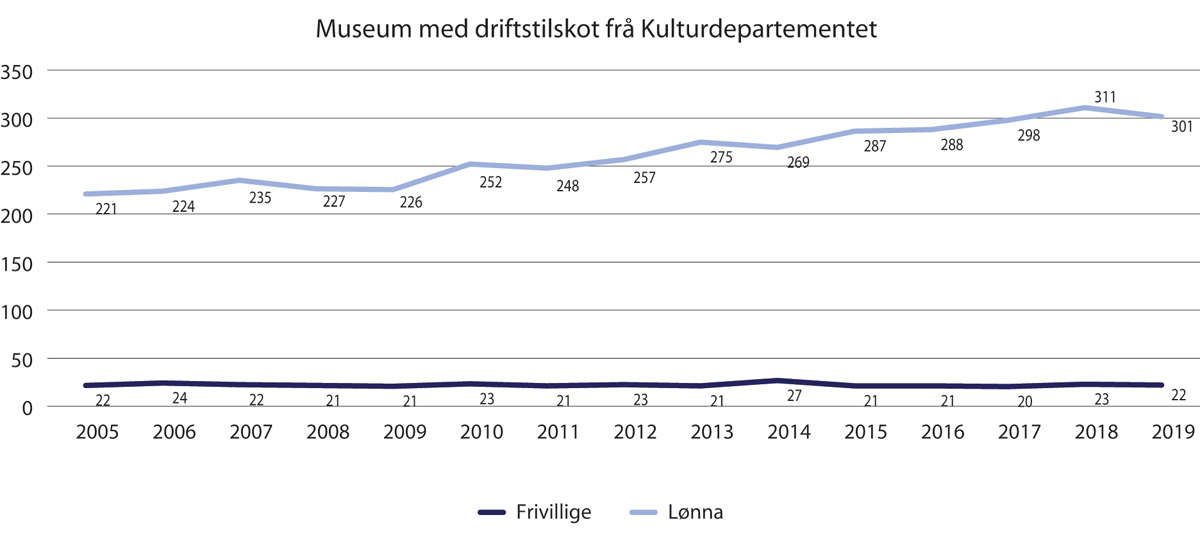 Museum med driftstilskot frå Kulturdepartementet
350
300
250
200
150
100
50
0
221 224 235 227 226 252 248 257 275 269 287 288 298 311 301
22 24 22 21 21 23 21 23 21 27 21 21 20 23 22
2005 2006 2007 2008 2009 2010 2011 2012 2013 2014 2015 2016 2017 2018 2019
Frivillige Lønna